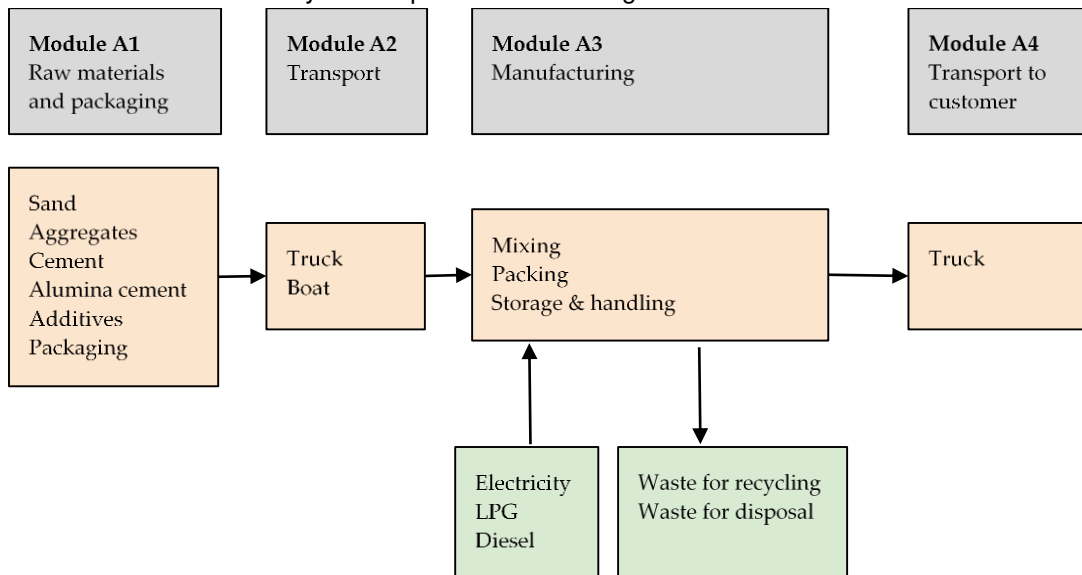 Module A1
Raw materials
and packaging
Module A2
Transport
Module A3
Manufacturing
Module A4
Transport to
customer
Sand
Aggregates
Cement
Alumina cement
Additives
Packaging
Truck
Boat
Mixing
Packing
Storage & handling
Truck
Electricity
LPG
Diesel
Waste for recycling
Waste for disposal